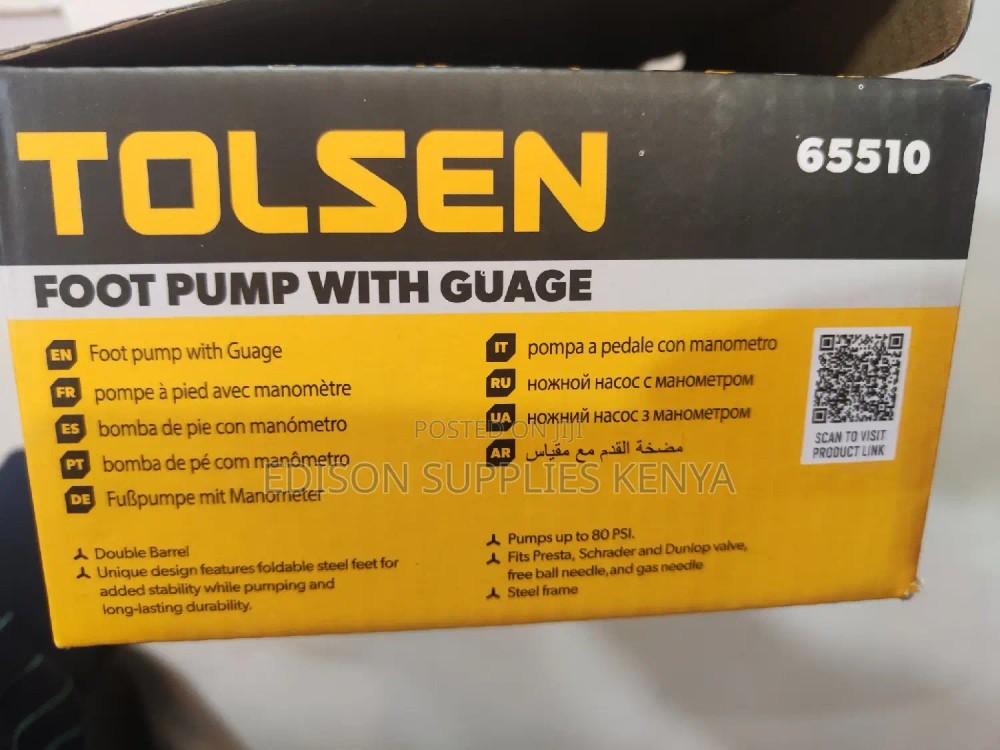 TOLSEN
65510
FOOT PUMP WITH GUAGE
EN Foot pump with Guage
FR pompe à pied avec manomètre
ES bomba de pie con manómetro
PT bomba de pé com manômetro
DE Fußpumpe mit Manometer
IT pompa a pedale con manometro
RU ножной насос с манометром
UA ножний насос з манометром
AR مضخة القدم مع مقياس
SCAN TO VISIT
PRODUCT LINK
POSTED ON JIJI
EDISON SUPPLIES KENYA
Double Barrel
Unique design features foldable steel feet for
added stability while pumping and
long-lasting durability.
Pumps up to 80 PSI.
Fits Presta, Schrader and Dunlop valve,
free ball needle,and gas needle
Steel frame